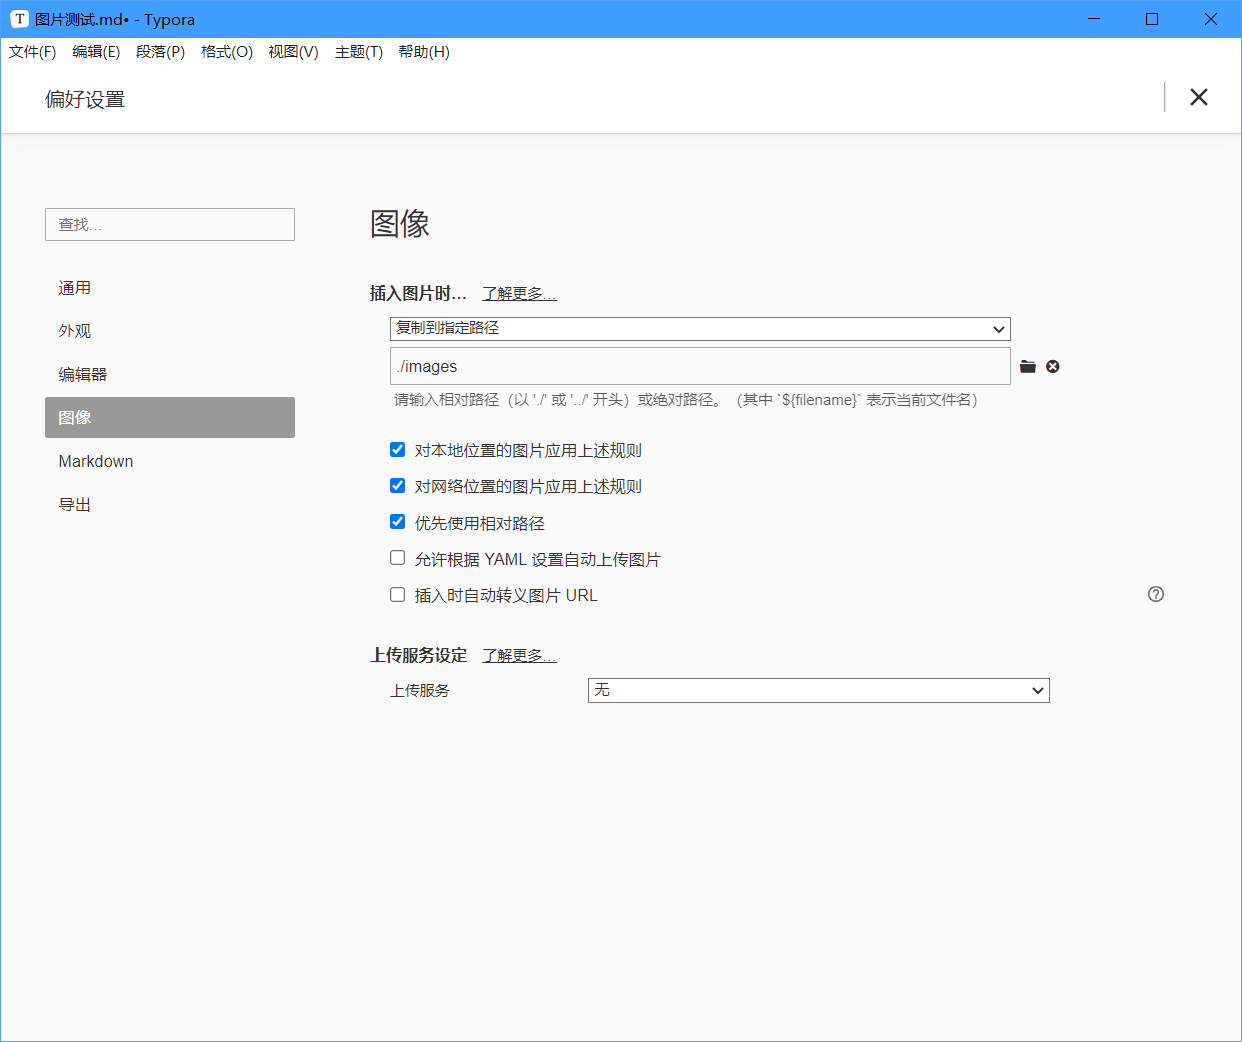 T 图片测试.md• - Typora
文件(F) 编辑(E) 段落(P) 格式(O) 视图(V) 主题(T) 帮助(H)
偏好设置
查找...
通用
外观
编辑器
图像
Markdown
导出
图像
插入图片时... 了解更多...
复制到指定路径
./images
请输入相对路径（以 './' 或 '../' 开头）或绝对路径。（其中 `${filename}` 表示当前文件名）
对本地位置的图片应用上述规则
对网络位置的图片应用上述规则
优先使用相对路径
允许根据 YAML 设置自动上传图片
插入时自动转义图片 URL
上传服务设定 了解更多...
上传服务 无